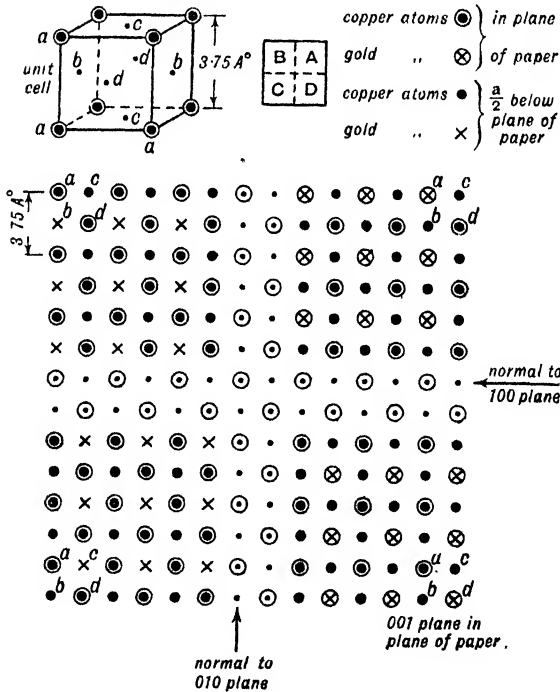 a
c
3·75 A°
a
b
b
d
unit
cell
d
c
a
a
B A
C D
copper atoms
in plane
gold ,,
of paper
copper atoms
a/2 below
gold ,,
plane of
paper
a c
a c
b d
b d
3·75 A°
normal to
100 plane
a c
a c
b d
b d
001 plane in
plane of paper.
normal to
010 plane